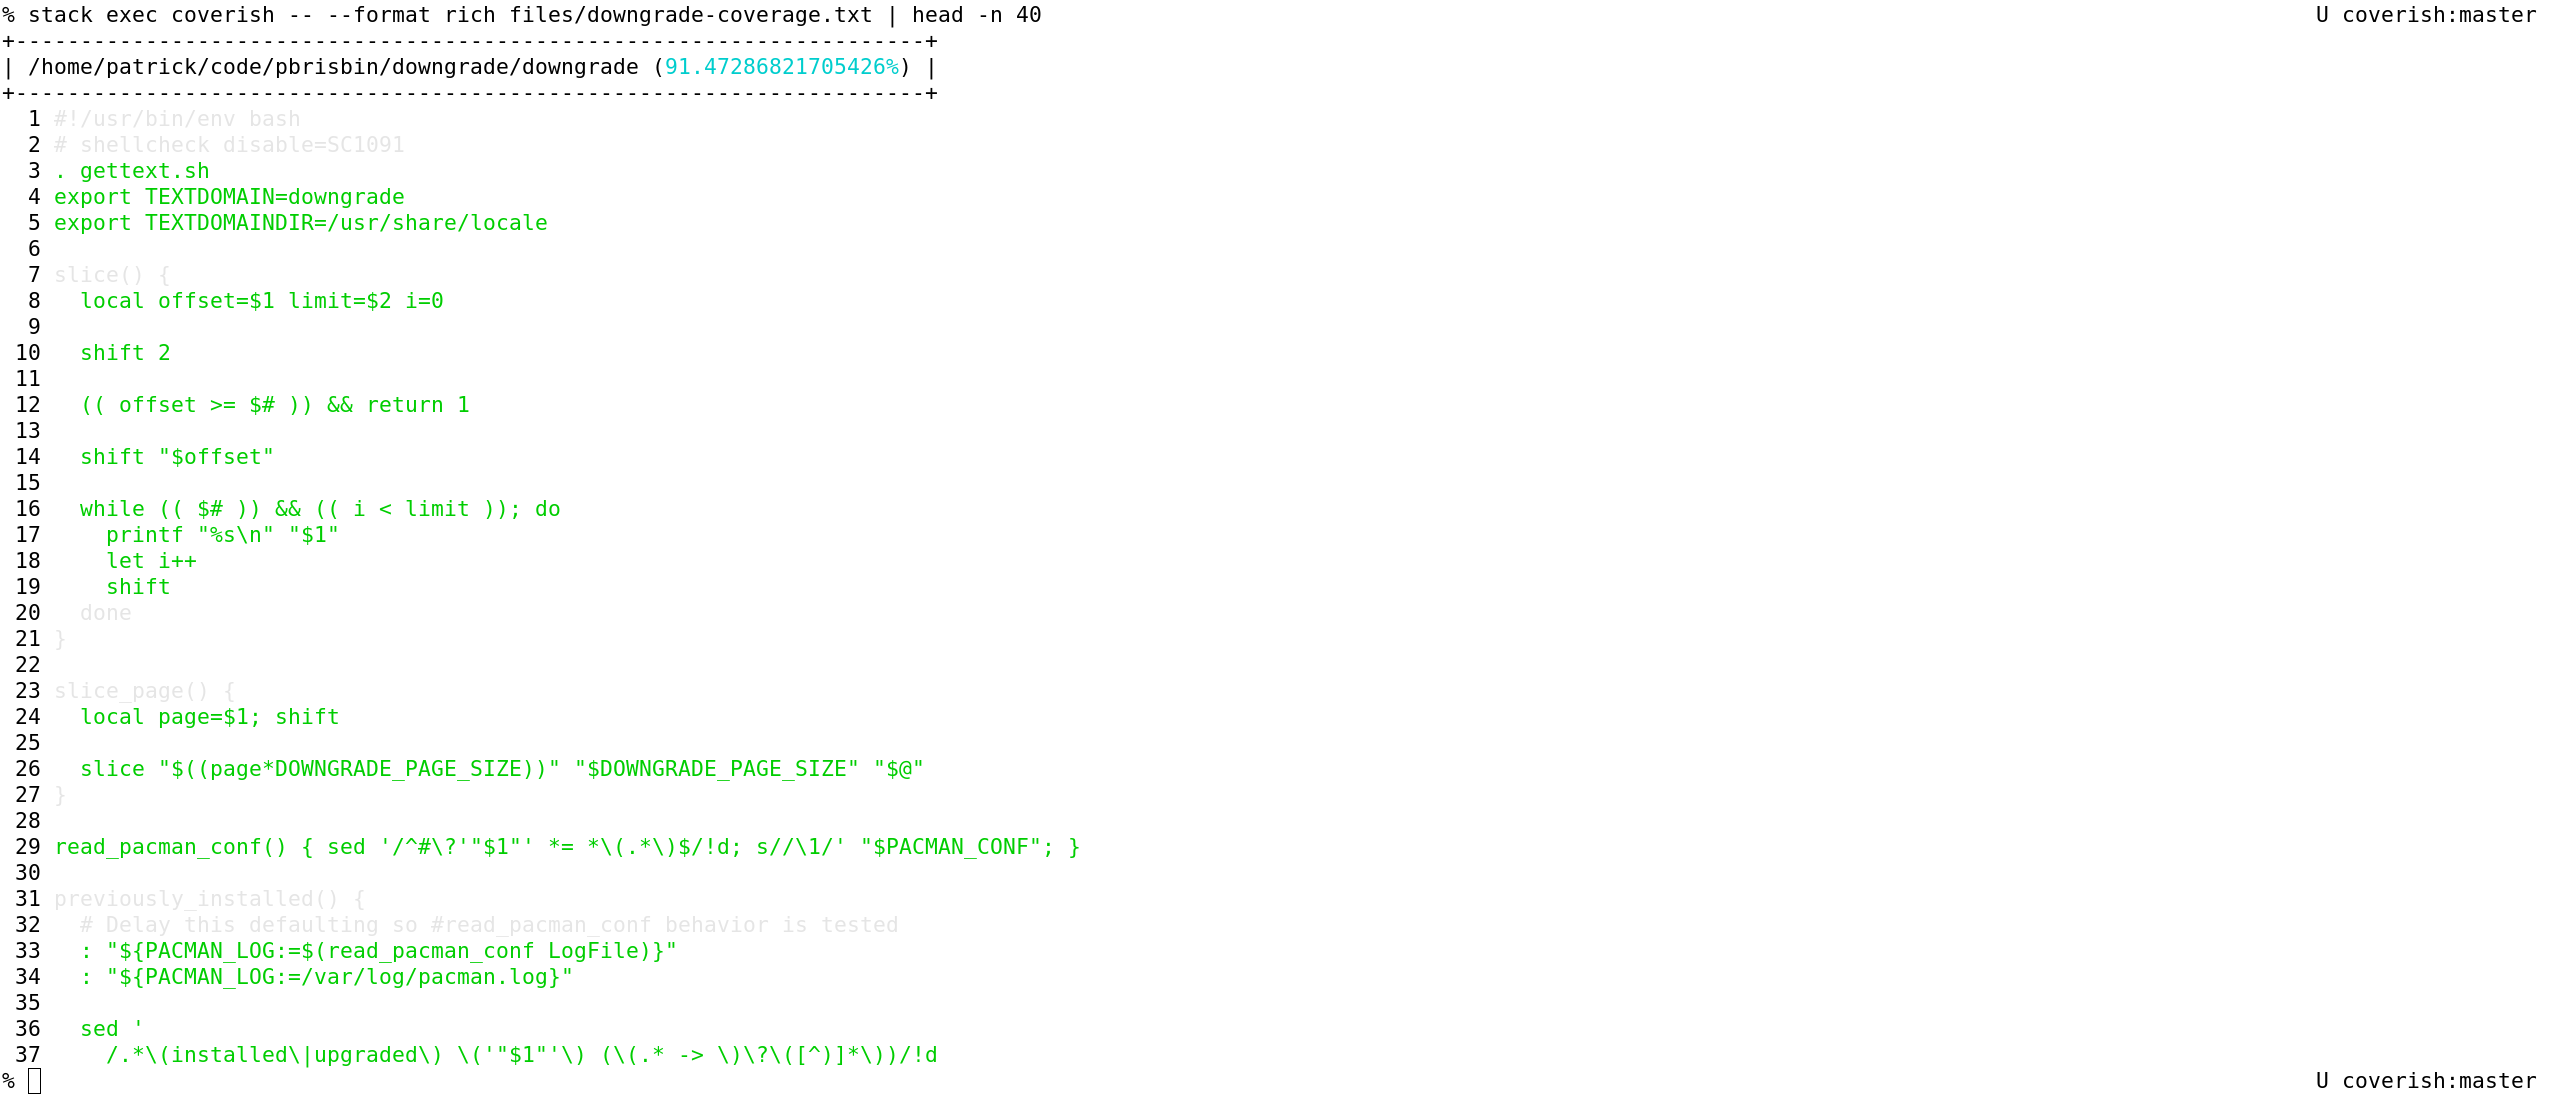 % stack exec coverish -- --format rich files/downgrade-coverage.txt | head -n 40 U coverish:master
+----------------------------------------------------------------------+
| /home/patrick/code/pbrisbin/downgrade/downgrade (91.47286821705426%) |
+----------------------------------------------------------------------+
  1 #!/usr/bin/env bash
  2 # shellcheck disable=SC1091
  3 . gettext.sh
  4 export TEXTDOMAIN=downgrade
  5 export TEXTDOMAINDIR=/usr/share/locale
  6
  7 slice() {
  8   local offset=$1 limit=$2 i=0
  9
 10   shift 2
 11
 12   (( offset >= $# )) && return 1
 13
 14   shift "$offset"
 15
 16   while (( $# )) && (( i < limit )); do
 17     printf "%s\n" "$1"
 18     let i++
 19     shift
 20   done
 21 }
 22
 23 slice_page() {
 24   local page=$1; shift
 25
 26   slice "$((page*DOWNGRADE_PAGE_SIZE))" "$DOWNGRADE_PAGE_SIZE" "$@"
 27 }
 28
 29 read_pacman_conf() { sed '/^#\?'"$1"' *= *\(.*\)$/!d; s//\1/' "$PACMAN_CONF"; }
 30
 31 previously_installed() {
 32   # Delay this defaulting so #read_pacman_conf behavior is tested
 33   : "${PACMAN_LOG:=$(read_pacman_conf LogFile)}"
 34   : "${PACMAN_LOG:=/var/log/pacman.log}"
 35
 36   sed '
 37     /.*\(installed\|upgraded\) \('"$1"'\) (\(.* -> \)\?\([^)]*\))/!d
% U coverish:master